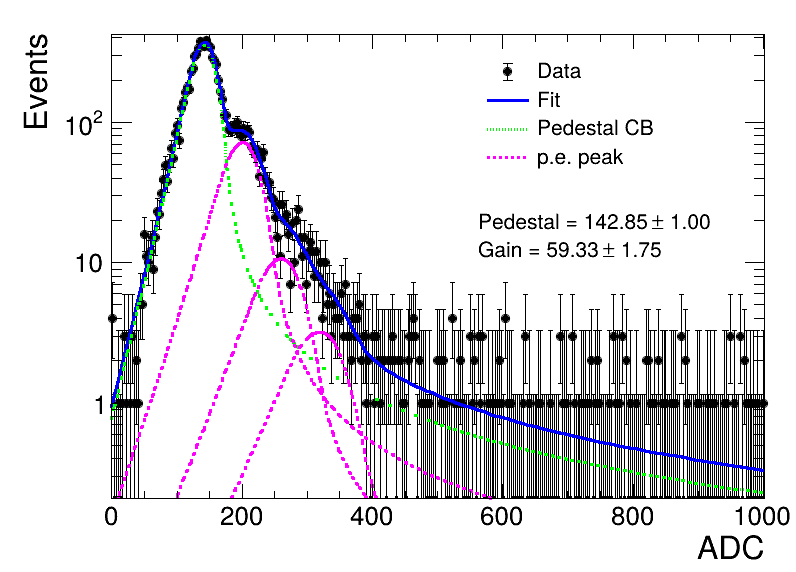 Events
10²
10
1
Data
Fit
Pedestal CB
p.e. peak
Pedestal = 142.85 ± 1.00
Gain = 59.33 ± 1.75
0 200 400 600 800 1000
ADC